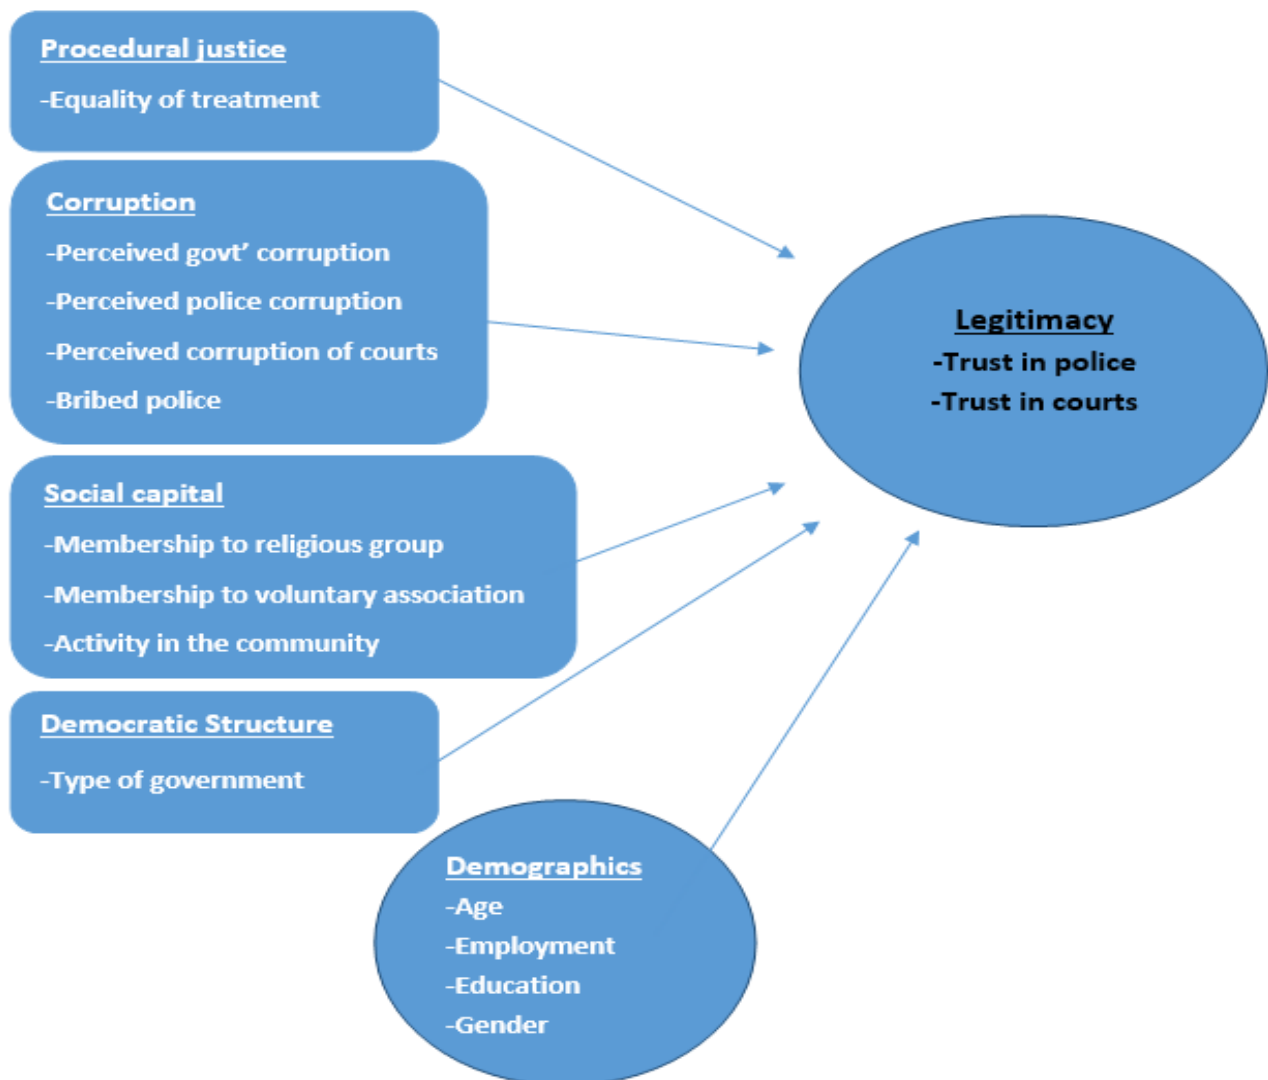 Procedural justice
-Equality of treatment
Corruption
-Perceived govt’ corruption
-Perceived police corruption
-Perceived corruption of courts
-Bribed police
Social capital
-Membership to religious group
-Membership to voluntary association
-Activity in the community
Democratic Structure
-Type of government
Demographics
-Age
-Employment
-Education
-Gender
Legitimacy
-Trust in police
-Trust in courts